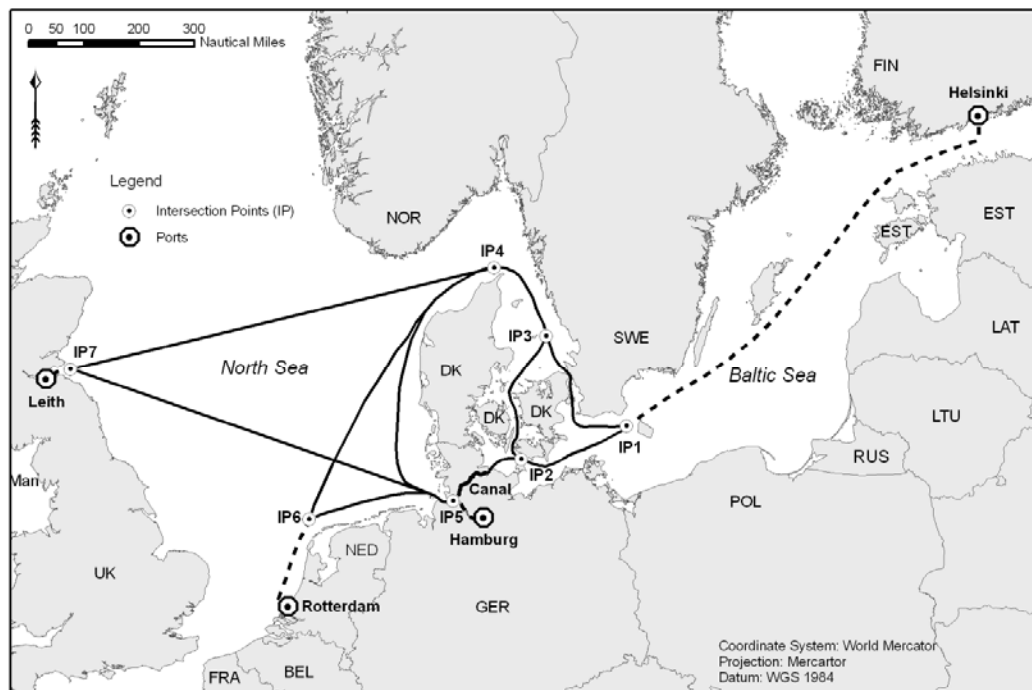 0 50 100 200 300
Nautical Miles
FIN
Helsinki
Legend
Intersection Points (IP)
Ports
NOR
EST
EST
IP4
IP3
SWE
LAT
IP7
North Sea
DK
Baltic Sea
Leith
DK
DK
LTU
IP1
RUS
Man
Canal
IP2
POL
IP5
IP6
Hamburg
NED
UK
Rotterdam
GER
Coordinate System: World Mercator
Projection: Mercartor
Datum: WGS 1984
FRA
BEL